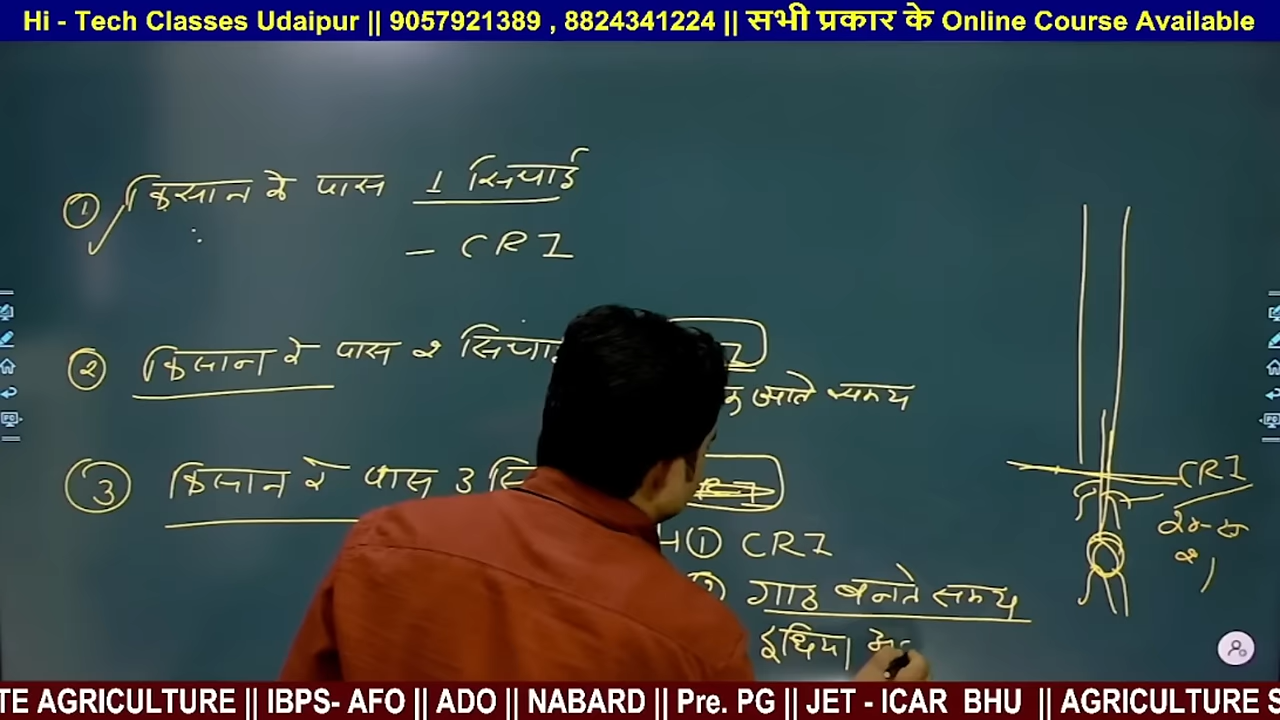 Hi - Tech Classes Udaipur || 9057921389 , 8824341224 || सभी प्रकार के Online Course Available
① किसान के पास 1 सिंचाई
- CRI
② किसान के पास 2
आते समय
③ किसान के पास 3
① CRI
गाठ बनते समय
CRI
TE AGRICULTURE || IBPS- AFO || ADO || NABARD || Pre. PG || JET - ICAR BHU || AGRICULTURE S